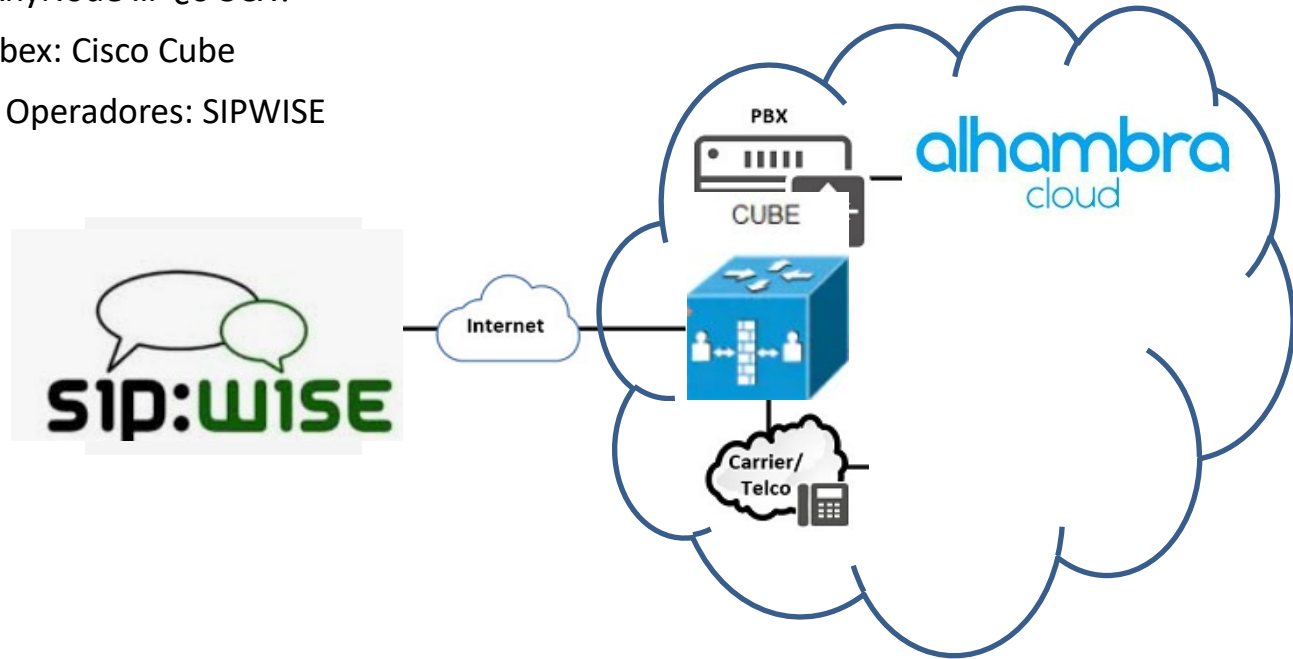 bex: Cisco Cube
Operadores: SIPWISE
PBX
alhambra
cloud
CUBE
Internet
sip:wise
Carrier/
Telco